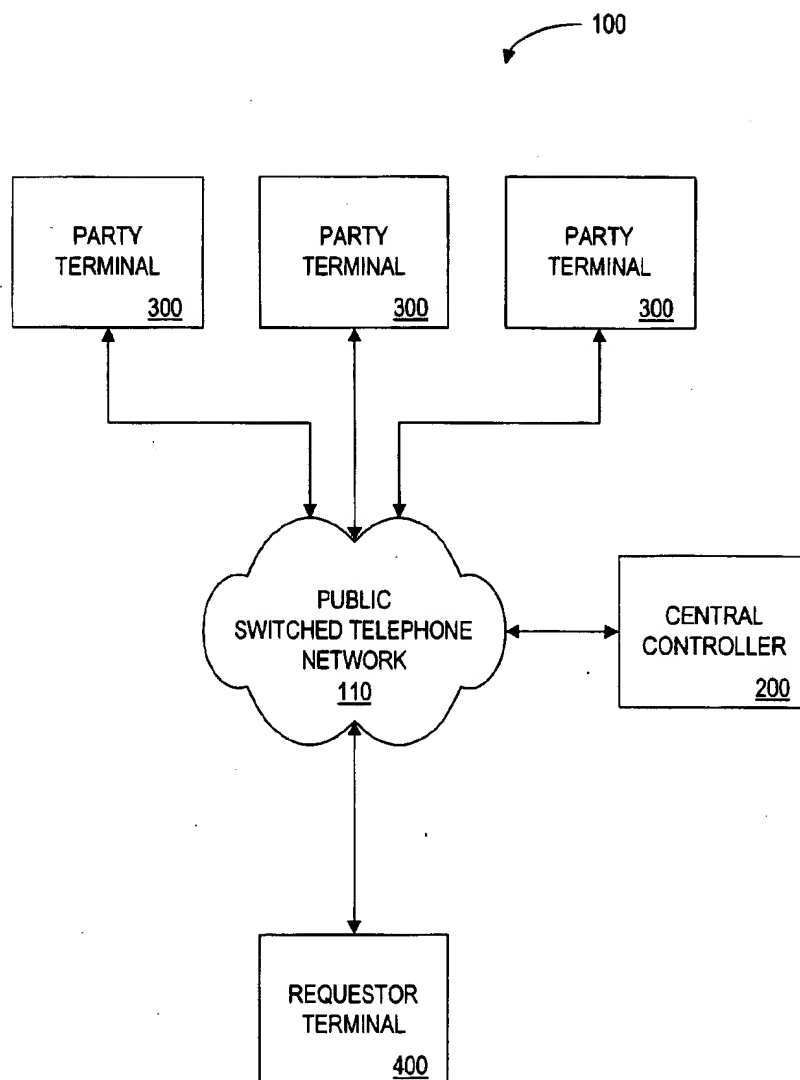 100
PARTY
TERMINAL
300
PARTY
TERMINAL
300
PARTY
TERMINAL
300
PUBLIC
SWITCHED TELEPHONE
NETWORK
110
CENTRAL
CONTROLLER
200
REQUESTOR
TERMINAL
400